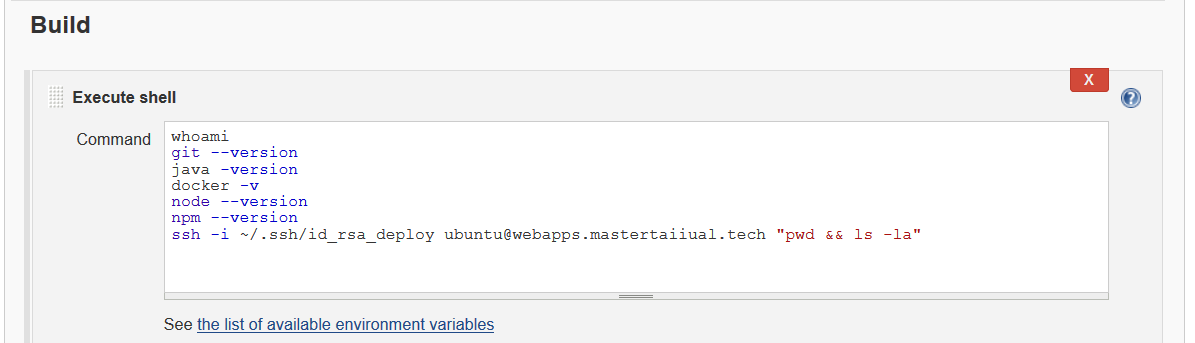 Build
X
Execute shell
?
Command
whoami
git --version
java -version
docker -v
node --version
npm --version
ssh -i ~/.ssh/id_rsa_deploy ubuntu@webapps.mastertaiiual.tech "pwd && ls -la"
See the list of available environment variables